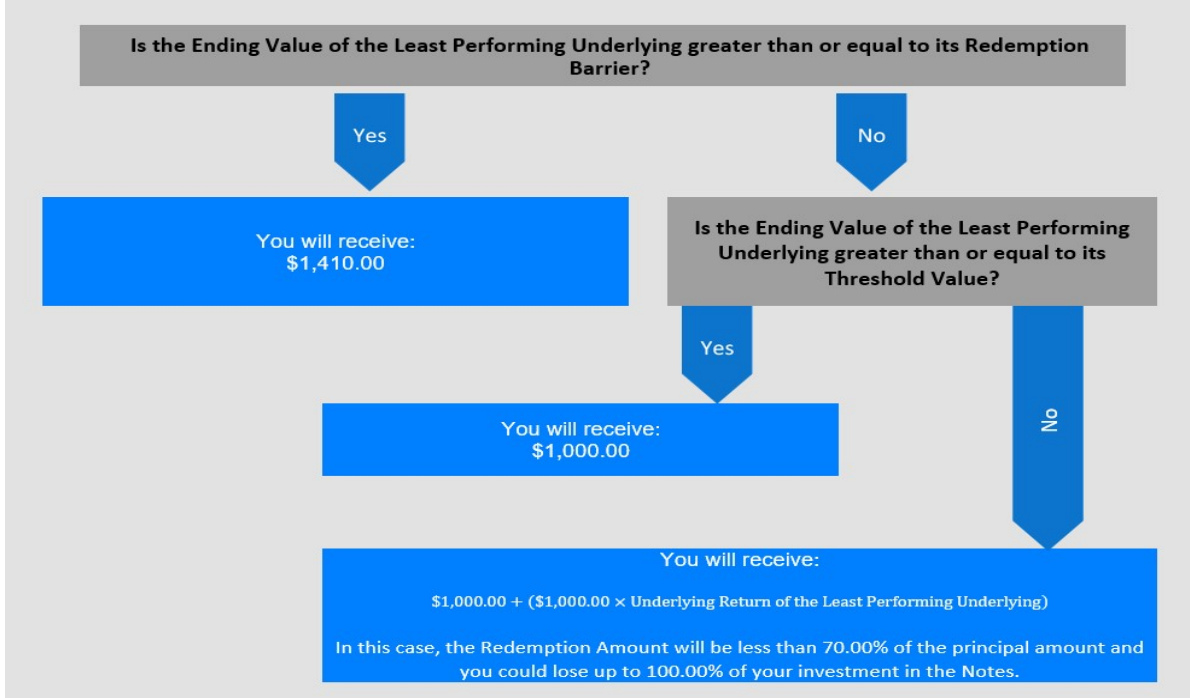 Is the Ending Value of the Least Performing Underlying greater than or equal to its Redemption
Barrier?
Yes
No
You will receive:
$1,410.00
Is the Ending Value of the Least Performing
Underlying greater than or equal to its
Threshold Value?
Yes
No
You will receive:
$1,000.00
You will receive:
$1,000.00 + ($1,000.00 × Underlying Return of the Least Performing Underlying)
In this case, the Redemption Amount will be less than 70.00% of the principal amount and
you could lose up to 100.00% of your investment in the Notes.